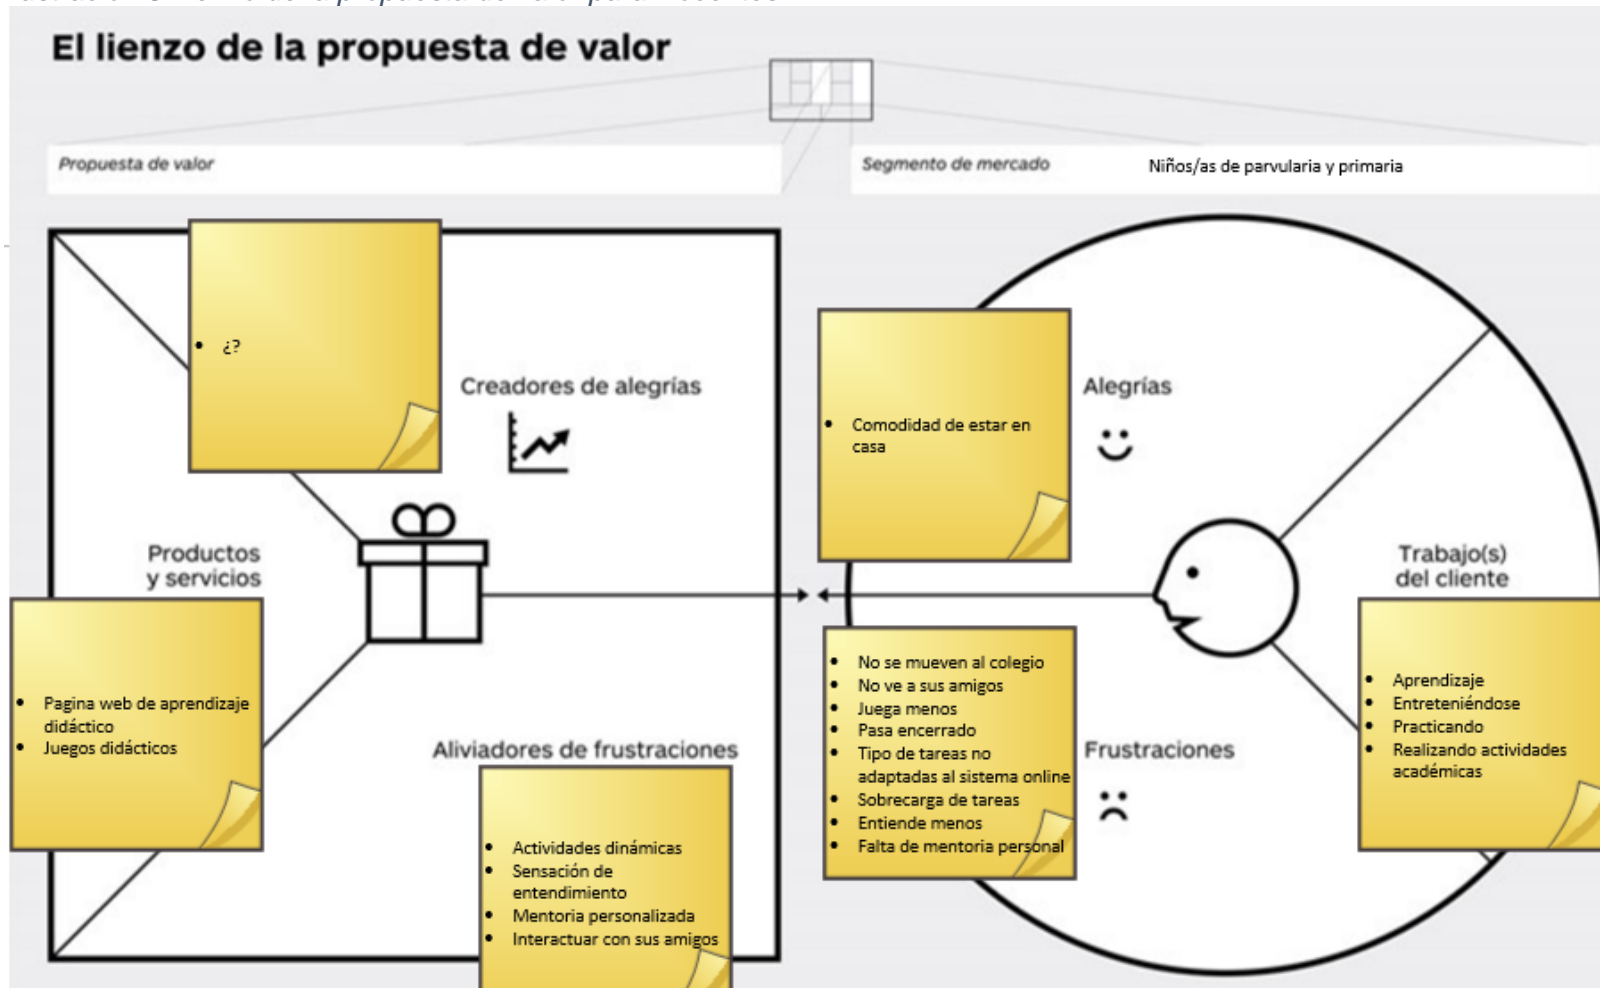 El lienzo de la propuesta de valor
Propuesta de valor
Segmento de mercado
Niños/as de parvularia y primaria
• ¿?
Creadores de alegrías
• Comodidad de estar en
casa
Alegrías
Productos
y servicios
Trabajo(s)
del cliente
• Pagina web de aprendizaje
didáctico
• Juegos didácticos
Aliviadores de frustraciones
• Actividades dinámicas
• Sensación de
entendimiento
• Mentoria personalizada
• Interactuar con sus amigos
• No se mueven al colegio
• No ve a sus amigos
• Juega menos
• Pasa encerrado
• Tipo de tareas no
adaptadas al sistema online
• Sobrecarga de tareas
• Entiende menos
• Falta de mentoria personal
Frustraciones
• Aprendizaje
• Entreteniéndose
• Practicando
• Realizando actividades
académicas